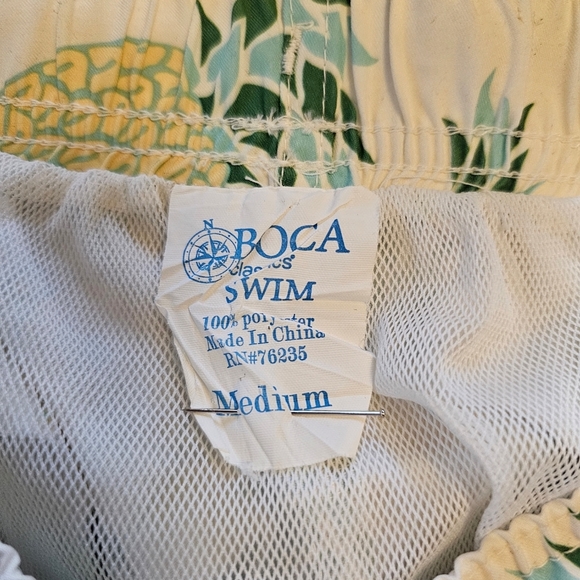 N
BOCA
classics®
SWIM
100% polyester
Made In China
RN#76235
Medium